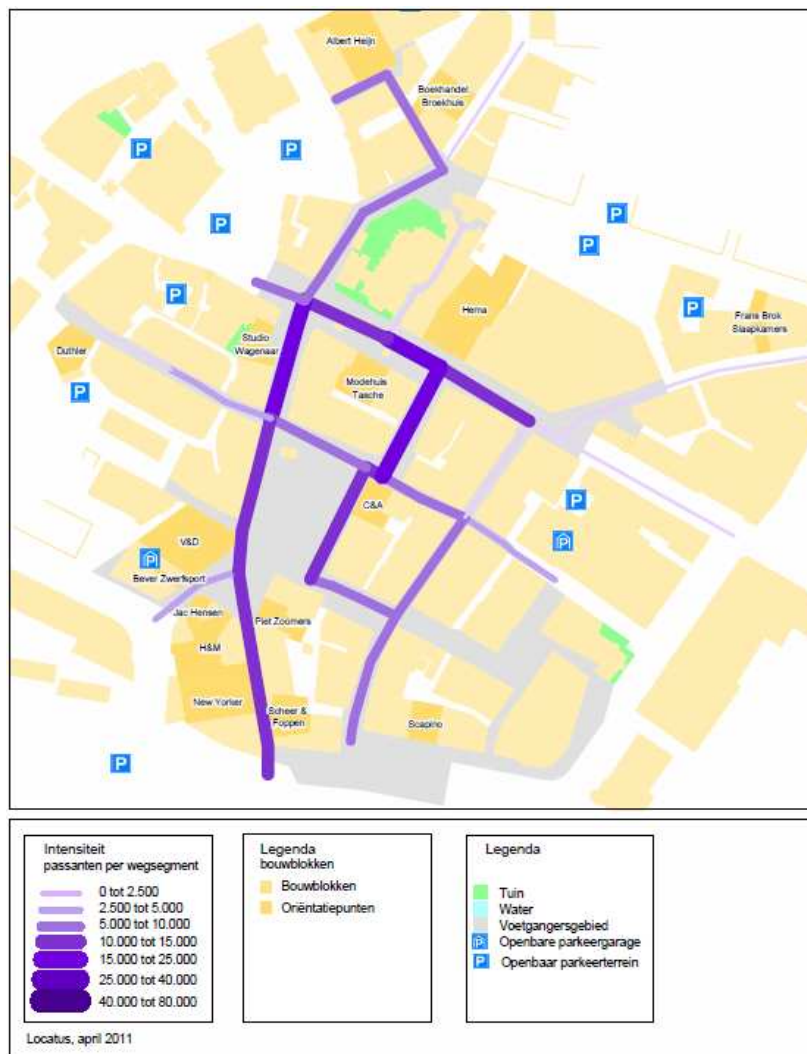 Albert Heijn
Boekhandel
Broekhuis
P
P
P
P
P
Hema
P
P
Frans Brok
Slaapkamers
Studio
Wagenaar
Duthler
Modehuis
Tasche
P
C&A
P
P
V&D
P
Bever Zwerfsport
Jac Hensen
Piet Zoomers
H&M
New Yorker
Scheer &
Foppen
Scapino
P
Intensiteit
passanten per wegsegment
0 tot 2.500
2.500 tot 5.000
5.000 tot 10.000
10.000 tot 15.000
15.000 tot 25.000
25.000 tot 40.000
40.000 tot 80.000
Legenda
bouwblokken
Bouwblokken
Oriëntatiepunten
Legenda
Tuin
Water
Voetgangersgebied
P Openbare parkeergarage
P Openbaar parkeerterrein
Locatus, april 2011